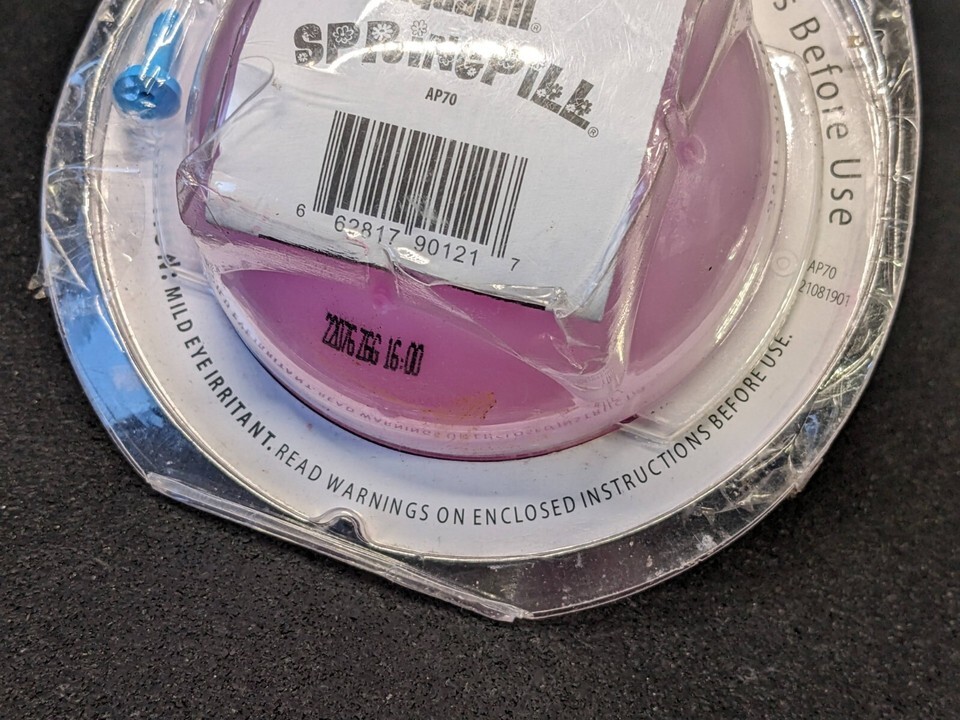 SPRiNGPiLL®
AP70
6 62817 90121 7
s Before Use
AP70
21081901
22076 ZGG 16:00
N: MILD EYE IRRITANT. READ WARNINGS ON ENCLOSED INSTRUCTIONS BEFORE USE.